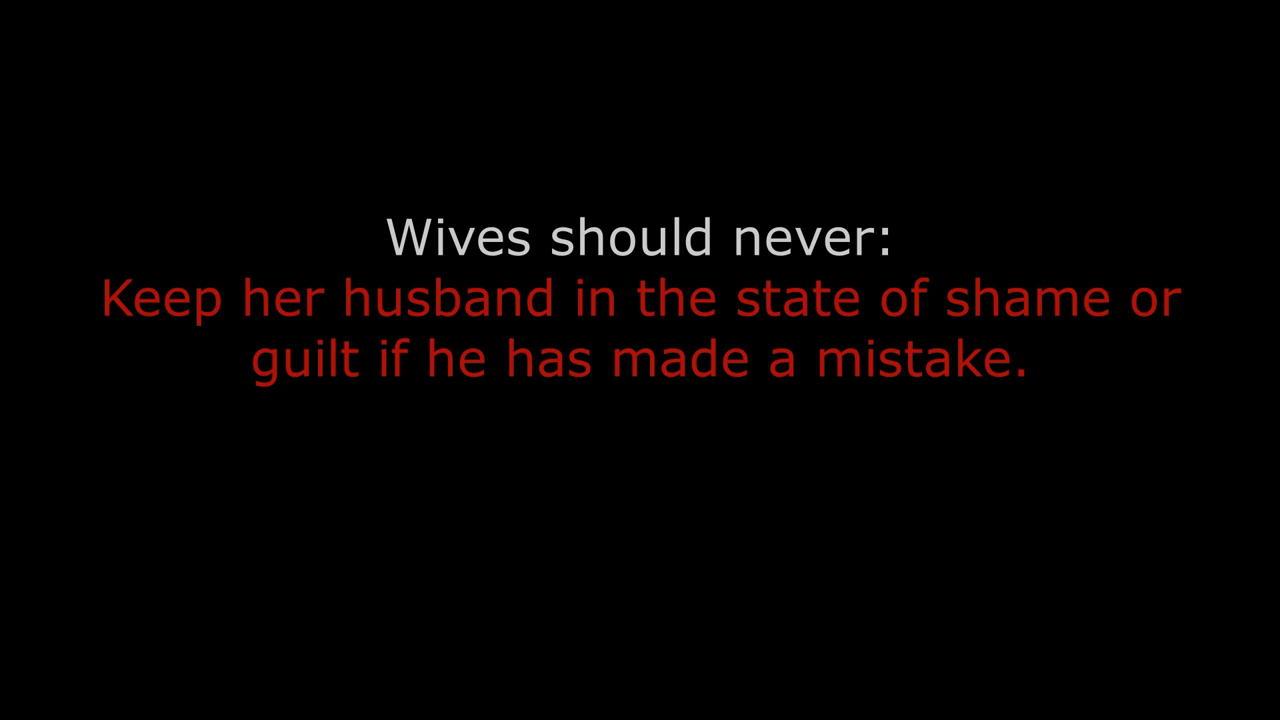 Wives should never:
Keep her husband in the state of shame or
guilt if he has made a mistake.